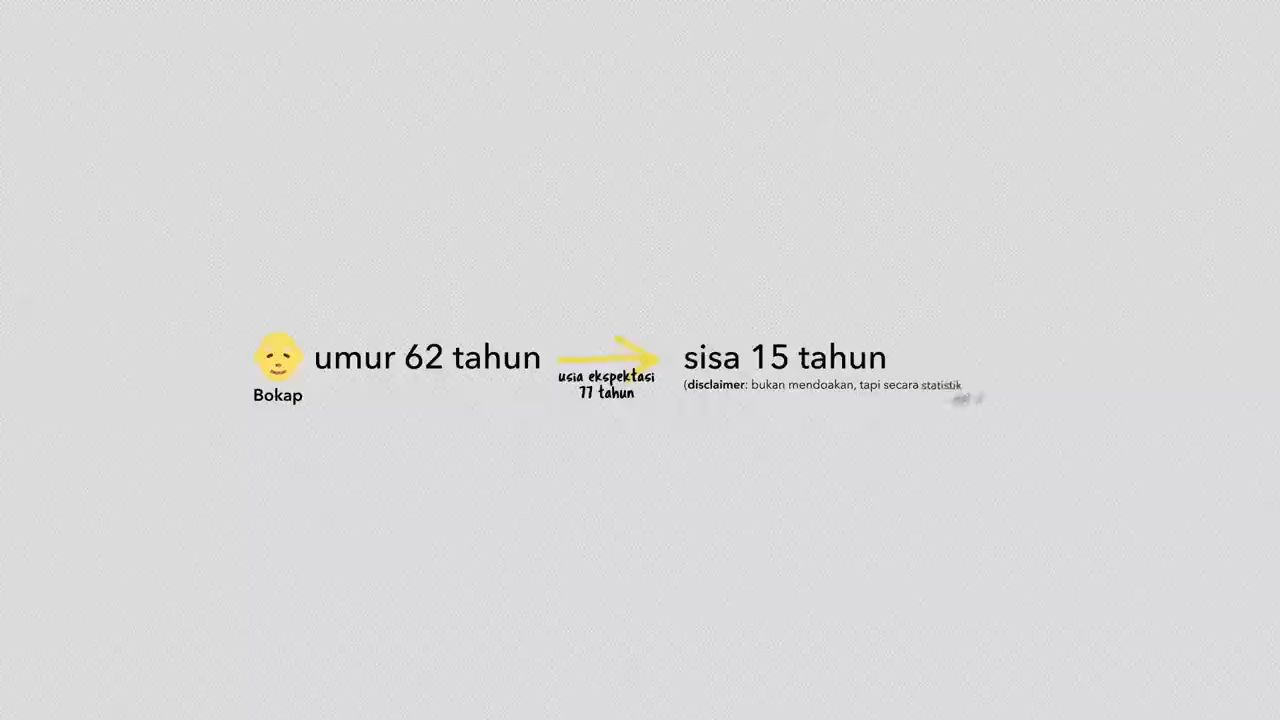 umur 62 tahun
Bokap
usia ekspektasi
77 tahun
sisa 15 tahun
(disclaimer: bukan mendoakan, tapi secara statistik